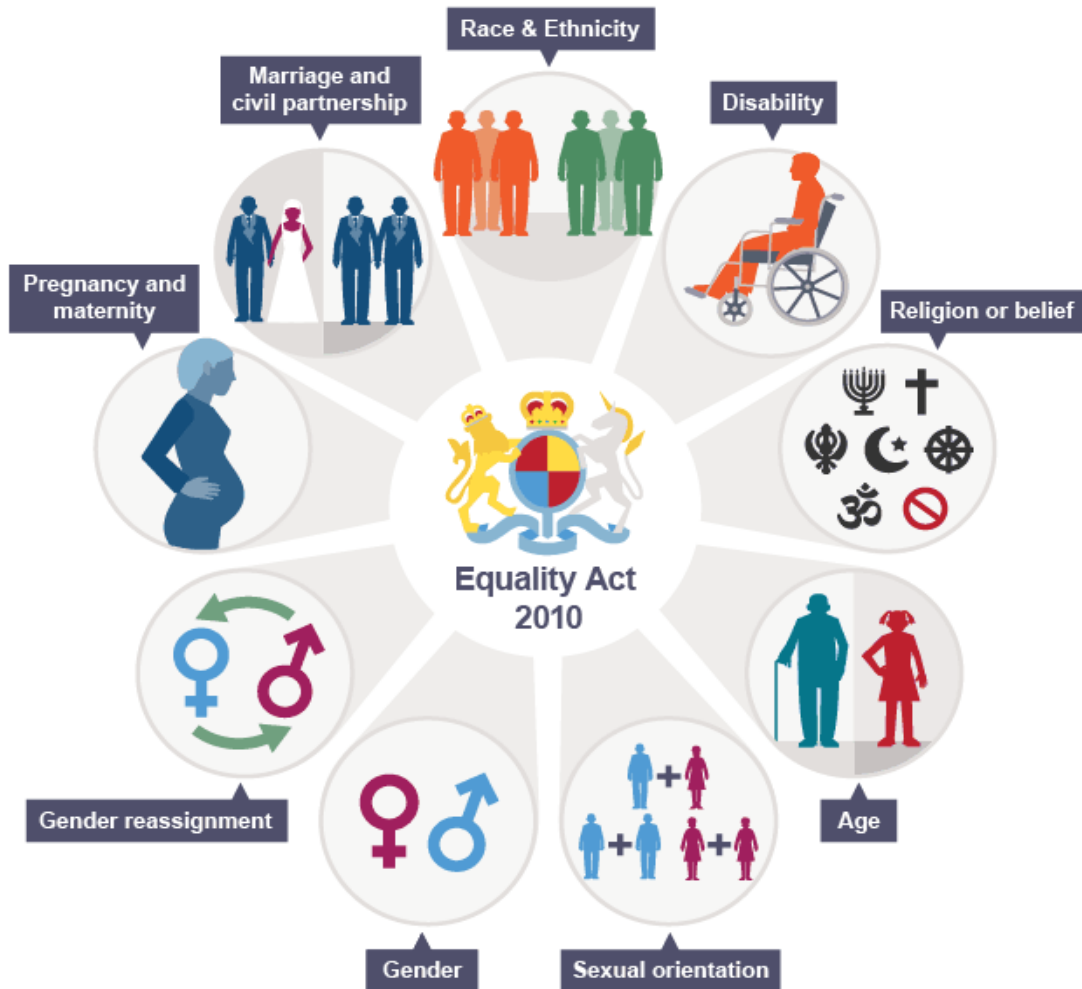 Race & Ethnicity
Marriage and
civil partnership
Disability
Pregnancy and
maternity
Religion or belief
Equality Act
2010
Gender reassignment
Age
Gender
Sexual orientation